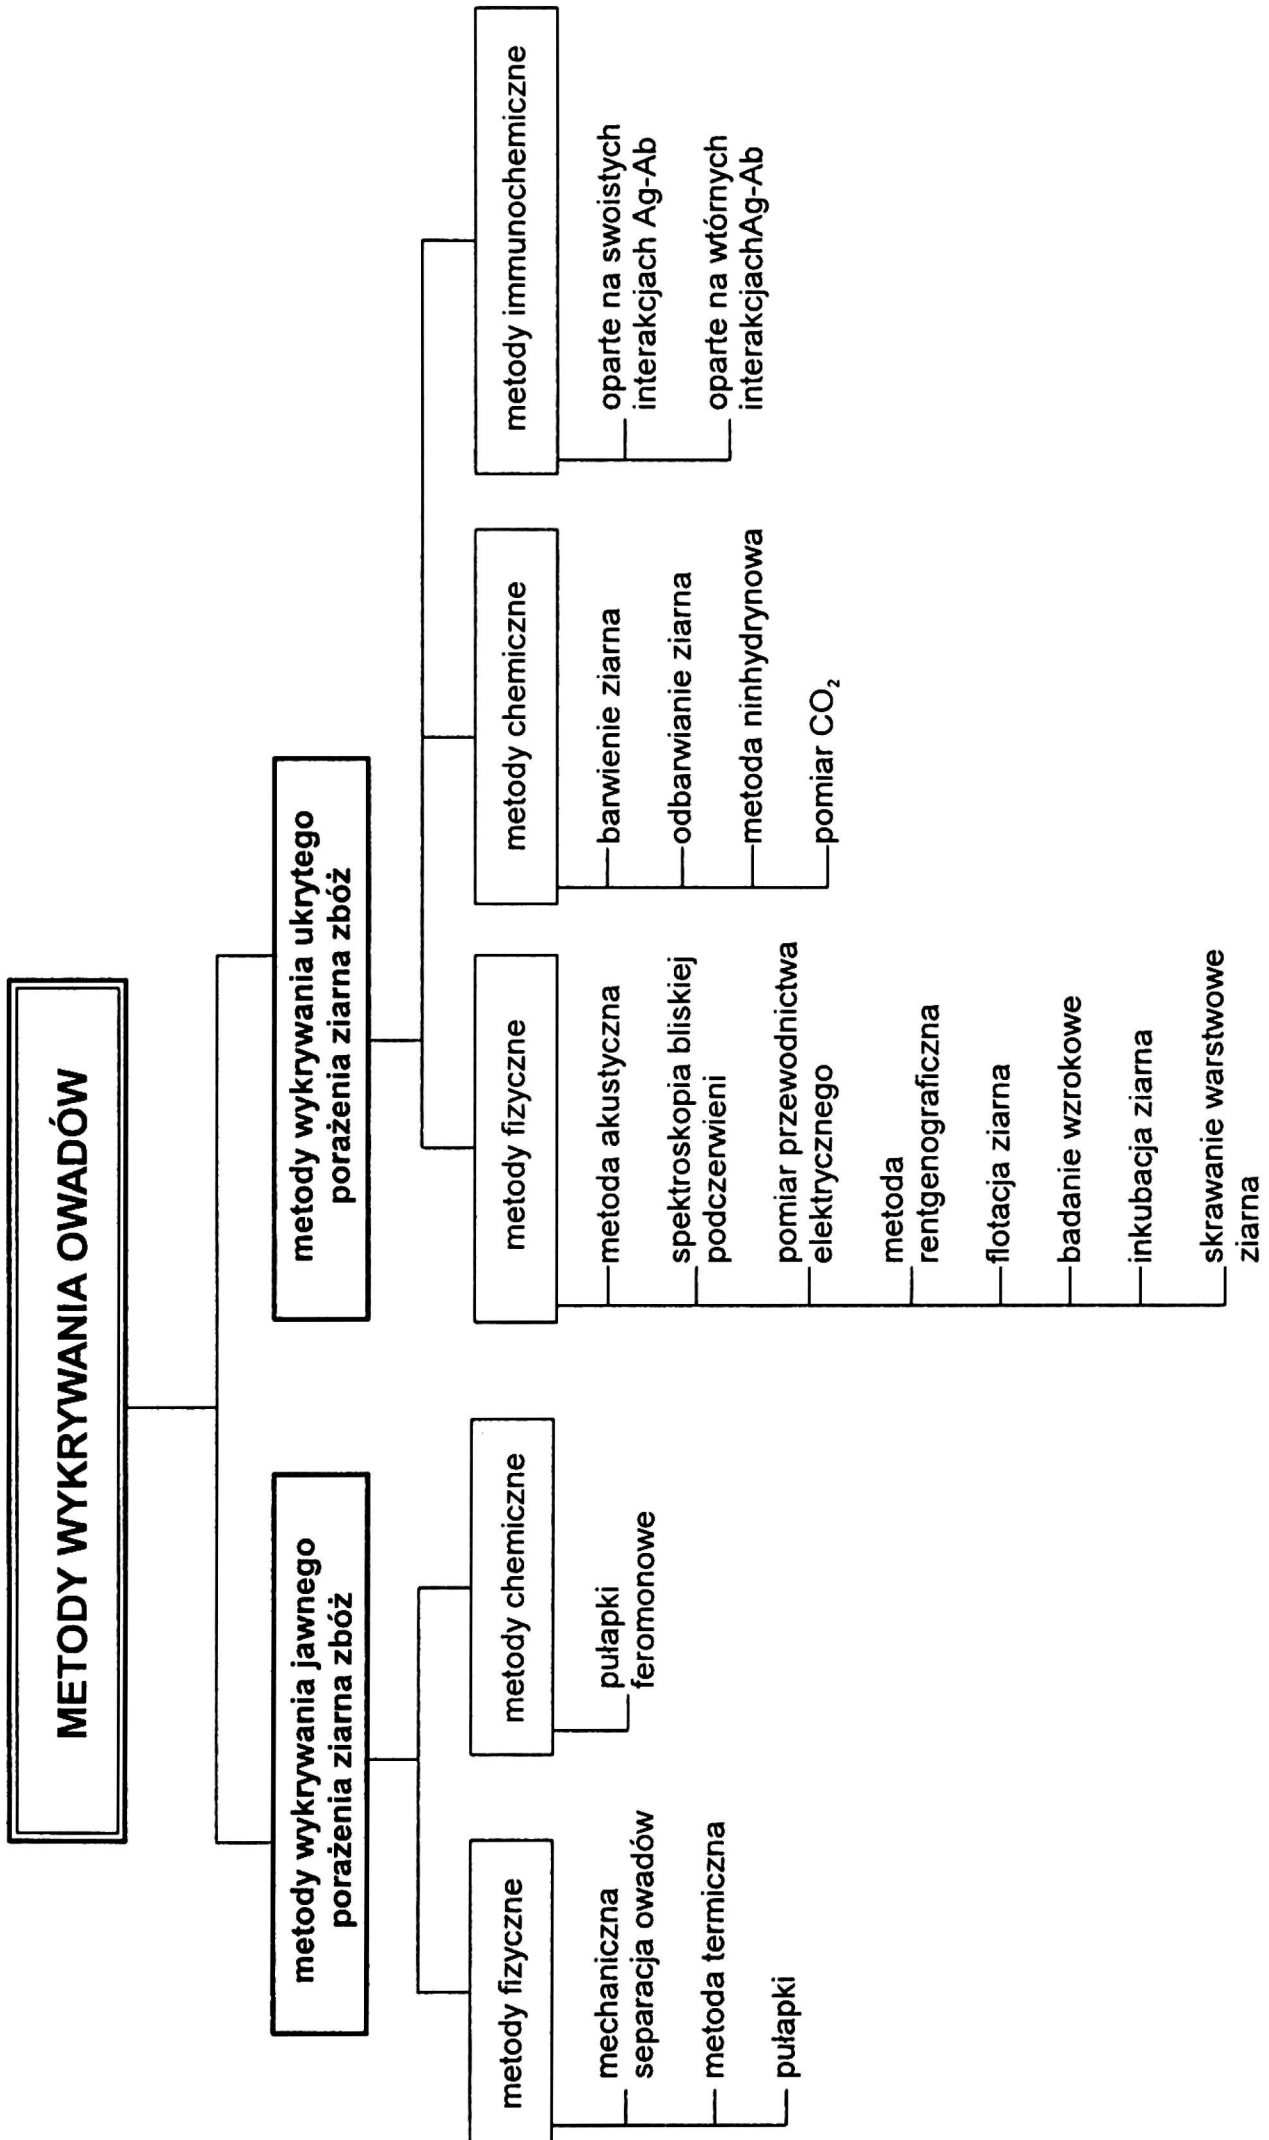 METODY WYKRYWANIA OWADÓW
metody wykrywania jawnego
porażenia ziarna zbóż
metody fizyczne
mechaniczna
separacja owadów
metoda termiczna
pułapki
metody chemiczne
pułapki
feromonowe
metody wykrywania ukrytego
porażenia ziarna zbóż
metody fizyczne
metoda akustyczna
spektroskopia bliskiej
podczerwieni
pomiar przewodnictwa
elektrycznego
metoda
rentgenograficzna
flotacja ziarna
badanie wzrokowe
inkubacja ziarna
skrawanie warstwowe
ziarna
metody chemiczne
barwienie ziarna
odbarwianie ziarna
metoda ninhydrynowa
pomiar CO₂
metody immunochemiczne
oparte na swoistych
interakcjach Ag-Ab
oparte na wtórnych
interakcjachAg-Ab